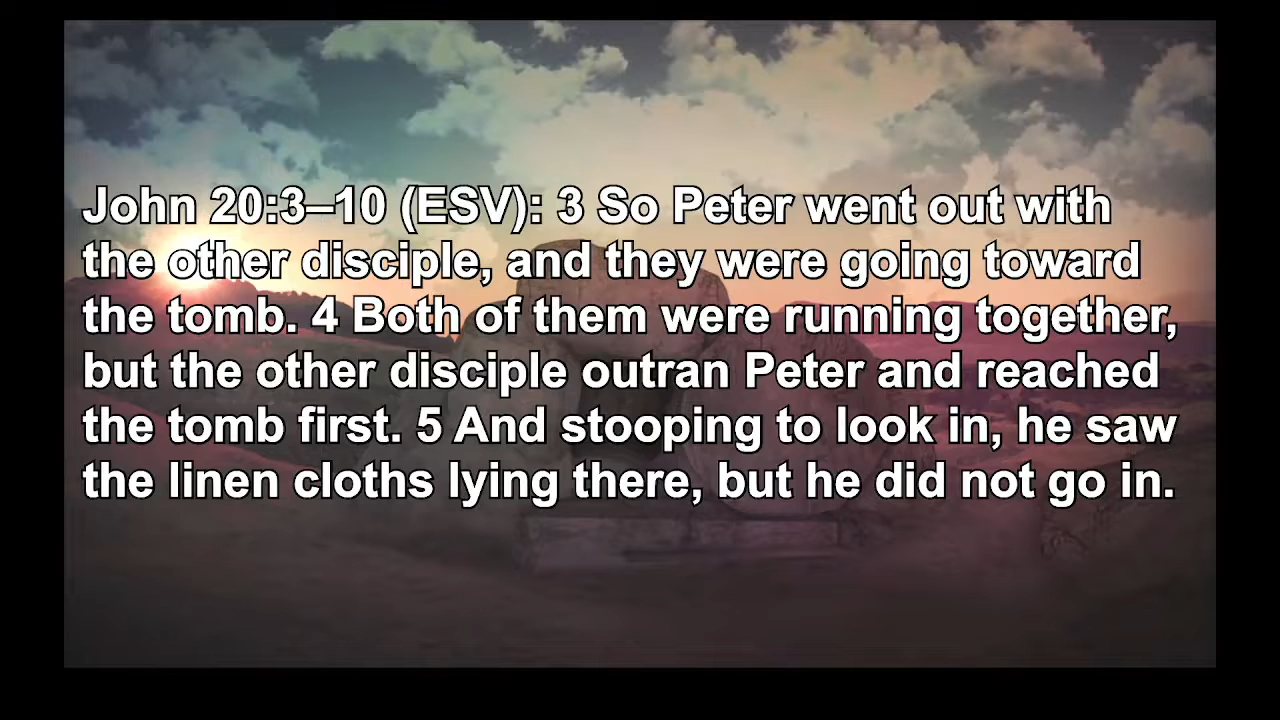 John 20:3–10 (ESV): 3 So Peter went out with
the other disciple, and they were going toward
the tomb. 4 Both of them were running together,
but the other disciple outran Peter and reached
the tomb first. 5 And stooping to look in, he saw
the linen cloths lying there, but he did not go in.